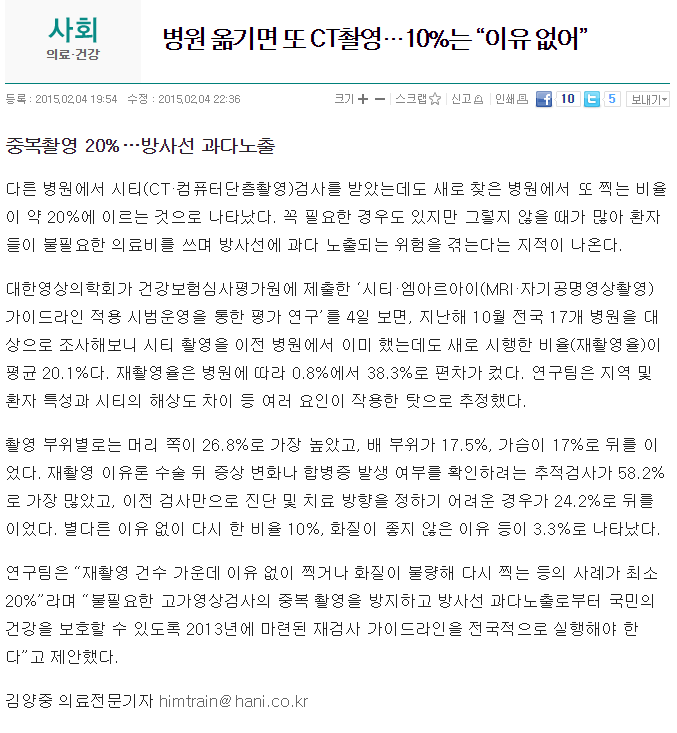 사회
의료·건강
병원 옮기면 또 CT촬영…10%는 “이유 없어”
등록 : 2015.02.04 19:54 수정 : 2015.02.04 22:36
크기 스크랩 신고 인쇄 10 5 보내기
중복촬영 20%…방사선 과다노출
다른 병원에서 시티(CT·컴퓨터단층촬영)검사를 받았는데도 새로 찾은 병원에서 또 찍는 비율
이 약 20%에 이르는 것으로 나타났다. 꼭 필요한 경우도 있지만 그렇지 않을 때가 많아 환자
들이 불필요한 의료비를 쓰며 방사선에 과다 노출되는 위험을 겪는다는 지적이 나온다.
대한영상의학회가 건강보험심사평가원에 제출한 ‘시티·엠아르아이(MRI·자기공명영상촬영)
가이드라인 적용 시범운영을 통한 평가 연구’를 4일 보면, 지난해 10월 전국 17개 병원을 대
상으로 조사해보니 시티 촬영을 이전 병원에서 이미 했는데도 새로 시행한 비율(재촬영율)이
평균 20.1%다. 재촬영율은 병원에 따라 0.8%에서 38.3%로 편차가 컸다. 연구팀은 지역 및
환자 특성과 시티의 해상도 차이 등 여러 요인이 작용한 탓으로 추정했다.
촬영 부위별로는 머리 쪽이 26.8%로 가장 높았고, 배 부위가 17.5%, 가슴이 17%로 뒤를 이
었다. 재촬영 이유론 수술 뒤 증상 변화나 합병증 발생 여부를 확인하려는 추적검사가 58.2%
로 가장 많았고, 이전 검사만으로 진단 및 치료 방향을 정하기 어려운 경우가 24.2%로 뒤를
이었다. 별다른 이유 없이 다시 한 비율 10%, 화질이 좋지 않은 이유 등이 3.3%로 나타났다.
연구팀은 “재촬영 건수 가운데 이유 없이 찍거나 화질이 불량해 다시 찍는 등의 사례가 최소
20%”라며 “불필요한 고가영상검사의 중복 촬영을 방지하고 방사선 과다노출로부터 국민의
건강을 보호할 수 있도록 2013년에 마련된 재검사 가이드라인을 전국적으로 실행해야 한
다”고 제안했다.
김양중 의료전문기자 himtrain@hani.co.kr